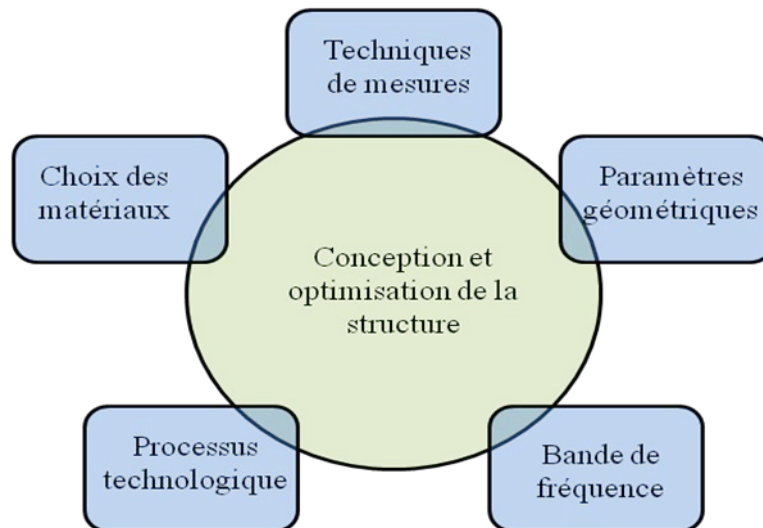 Techniques
de mesures
Choix des
matériaux
Paramètres
géométriques
Conception et
optimisation de la
structure
Processus
technologique
Bande de
fréquence